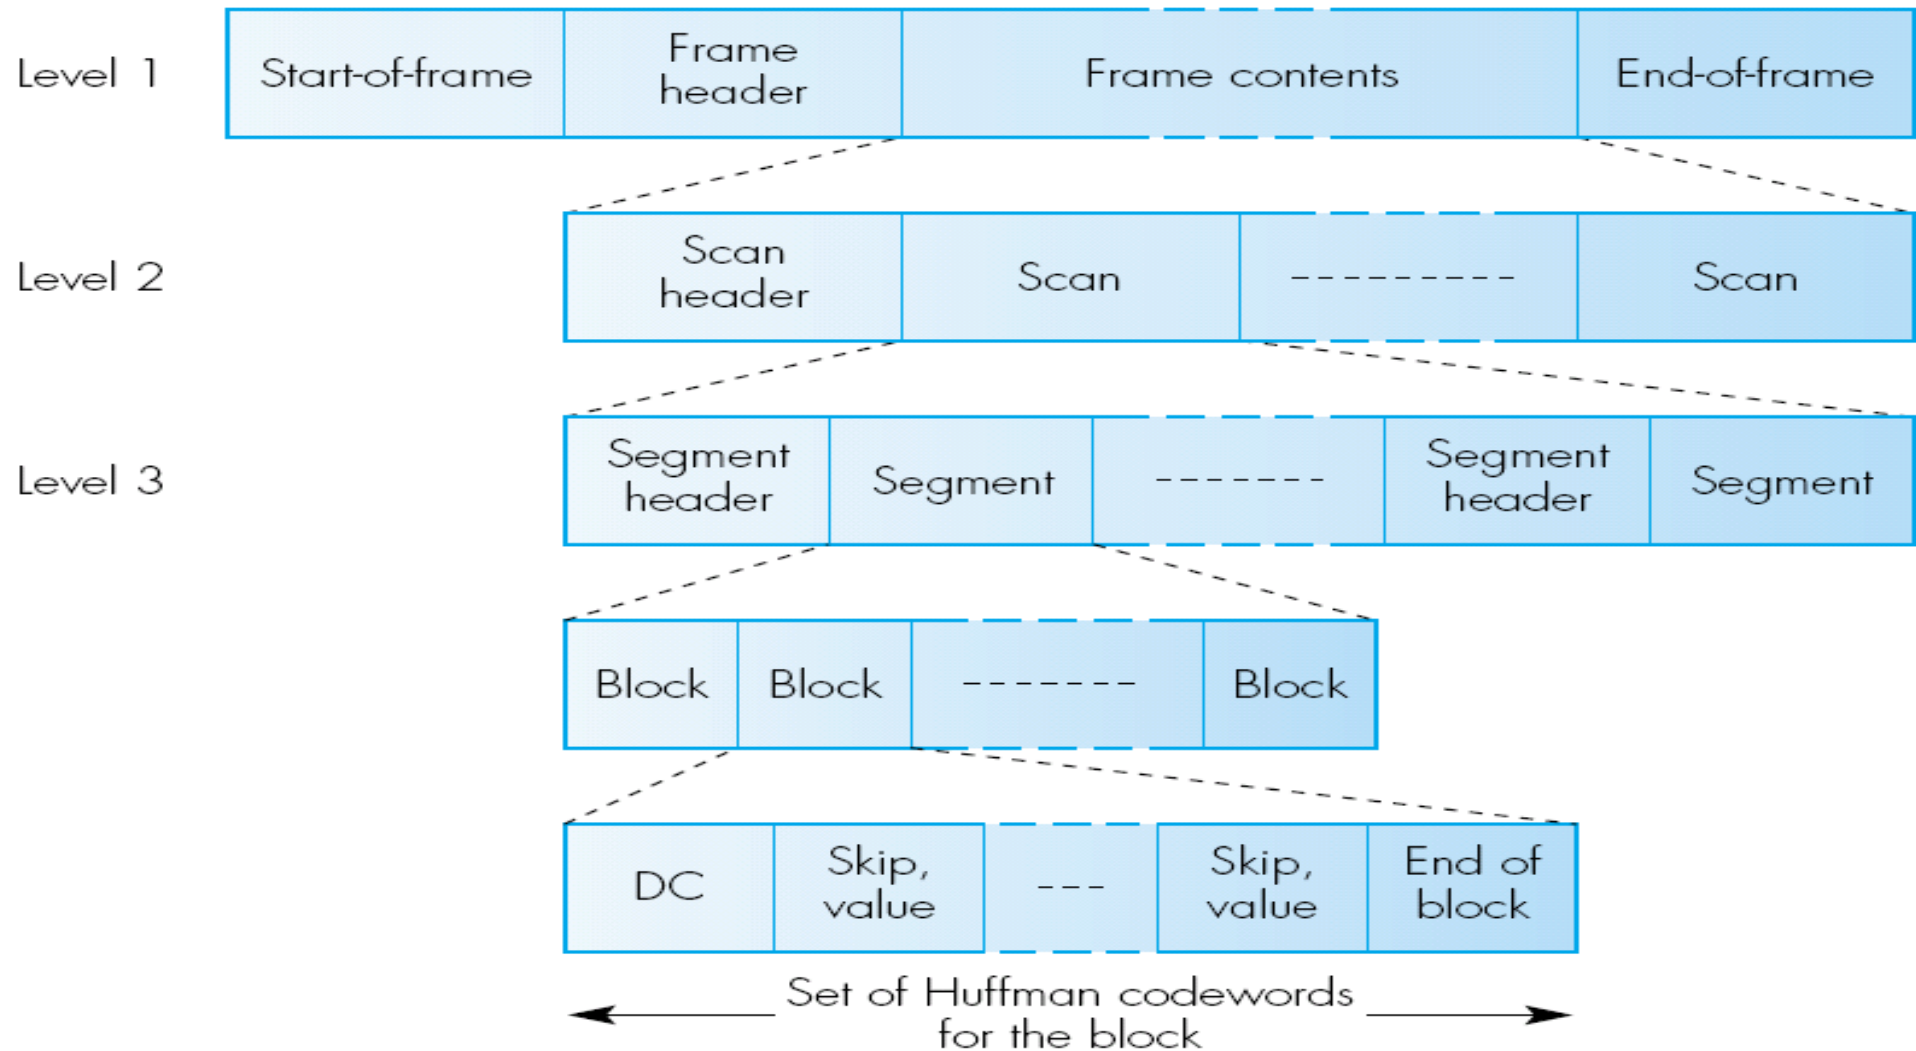 Level 1
Start-of-frame
Frame
header
Frame contents
End-of-frame
Level 2
Scan
header
Scan
Scan
Level 3
Segment
header
Segment
Segment
header
Segment
Block
Block
Block
DC
Skip,
value
Skip,
value
End of
block
Set of Huffman codewords
for the block